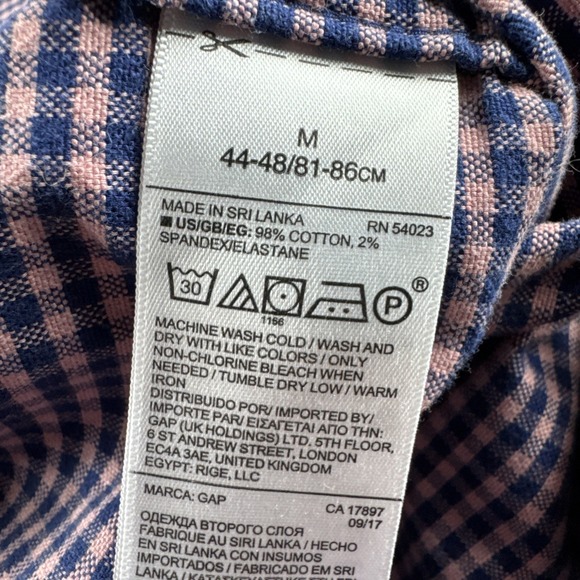 M
44-48/81-86CM
MADE IN SRI LANKA RN 54023
US/GB/EG: 98% COTTON, 2%
SPANDEX/ELASTANE
30 P ®
1156
MACHINE WASH COLD / WASH AND
DRY WITH LIKE COLORS / ONLY
NON-CHLORINE BLEACH WHEN
NEEDED / TUMBLE DRY LOW / WARM
IRON
DISTRIBUIDO POR/ IMPORTED BY/
IMPORTE PAR/ ΕΙΣΑΓΕΤΑΙ ΑΠΟ ΤΗΝ:
GAP (UK HOLDINGS) LTD. 5TH FLOOR,
6 ST ANDREW STREET, LONDON
EC4A 3AE, UNITED KINGDOM
EGYPT: RIGE, LLC
MARCA: GAP CA 17897
09/17
ОДЕЖДА ВТОРОГО СЛОЯ
FABRIQUE AU SRI LANKA / HECHO
EN SRI LANKA CON INSUMOS
IMPORTADOS / FABRICADO EM SRI
LANKA /